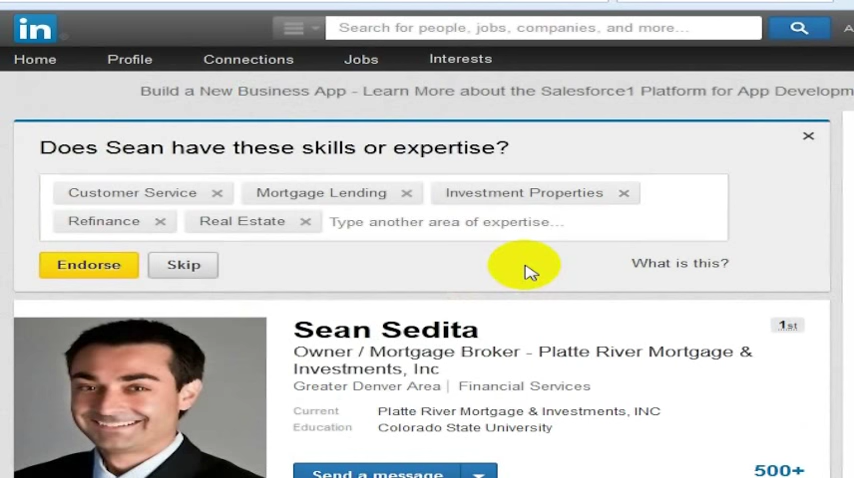 in
Search for people, jobs, companies, and more...
A
Home Profile Connections Jobs Interests
Build a New Business App - Learn More about the Salesforce1 Platform for App Developm
Does Sean have these skills or expertise?
Customer Service × Mortgage Lending × Investment Properties ×
Refinance × Real Estate × Type another area of expertise...
Endorse Skip What is this?
Sean Sedita 1st
Owner / Mortgage Broker - Platte River Mortgage &
Investments, Inc
Greater Denver Area | Financial Services
Current Platte River Mortgage & Investments, INC
Education Colorado State University
Send a message 500+